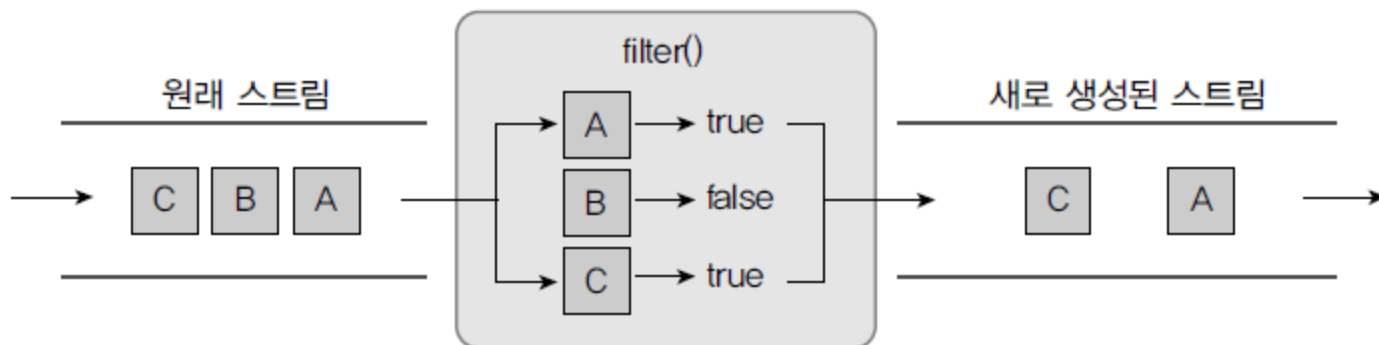 원래 스트림
C B A
filter()
A true
B false
C true
새로 생성된 스트림
C A